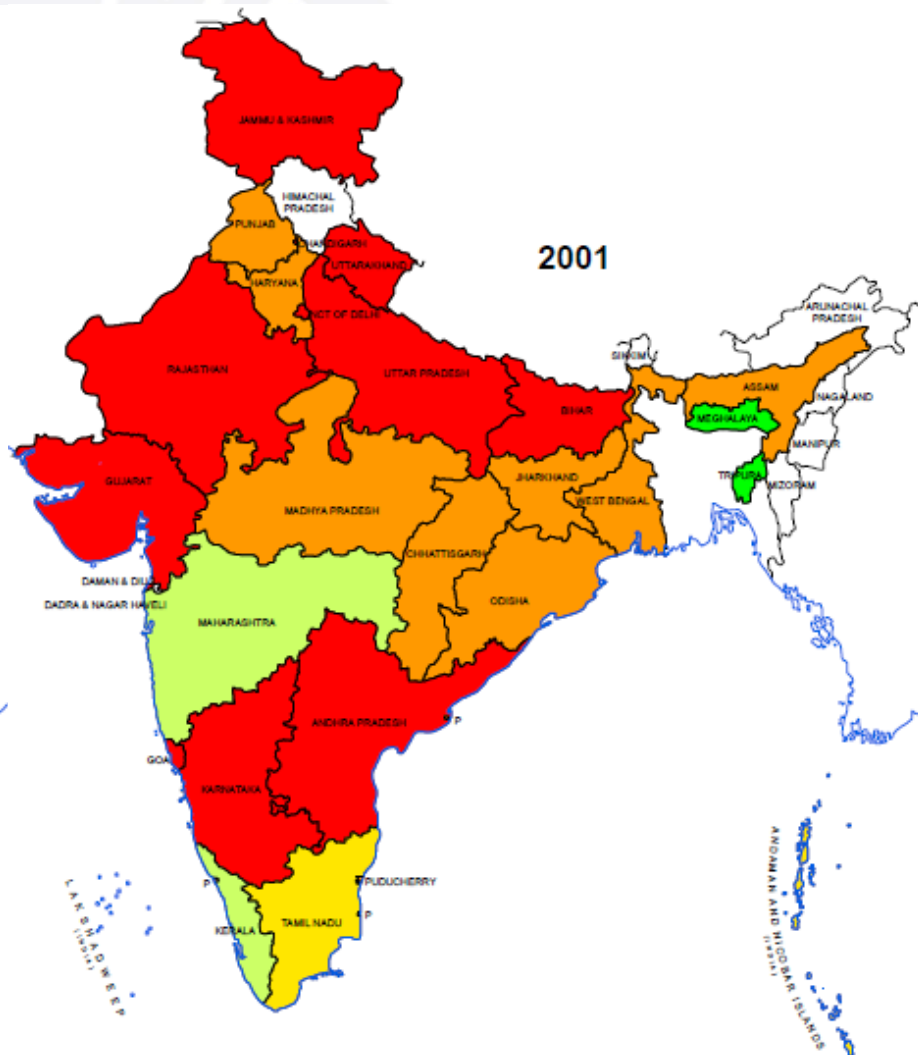 JAMMU & KASHMIR
HIMACHAL
PRADESH
PUNJAB
CHANDIGARH
UTTARAKHAND
2001
HARYANA
NCT OF DELHI
ARUNACHAL
PRADESH
SIKKIM
RAJASTHAN
UTTAR PRADESH
ASSAM
NAGALAND
BIHAR
MEGHALAYA
MANIPUR
GUJARAT
JHARKHAND
TRIPURA
MIZORAM
WEST BENGAL
MADHYA PRADESH
CHHATTISGARH
DAMAN & DIU
DADRA & NAGAR HAVELI
ODISHA
MAHARASHTRA
ANDHRA PRADESH
P
GOA
KARNATAKA
P
PUDUCHERRY
P
KERALA
TAMIL NADU
LAKSHADWEEP
(INDIA)
ANDAMAN AND NICOBAR ISLANDS
(INDIA)